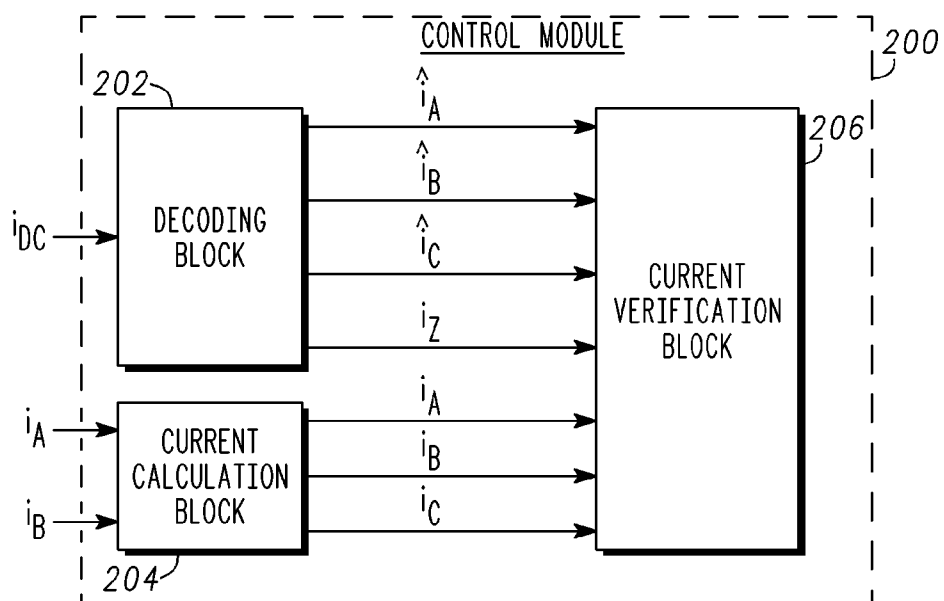 CONTROL MODULE
200
202
î_A
206
î_B
i_DC
DECODING
BLOCK
î_C
CURRENT
VERIFICATION
BLOCK
i_Z
i_A
CURRENT
CALCULATION
BLOCK
i_A
i_B
i_B
i_C
204